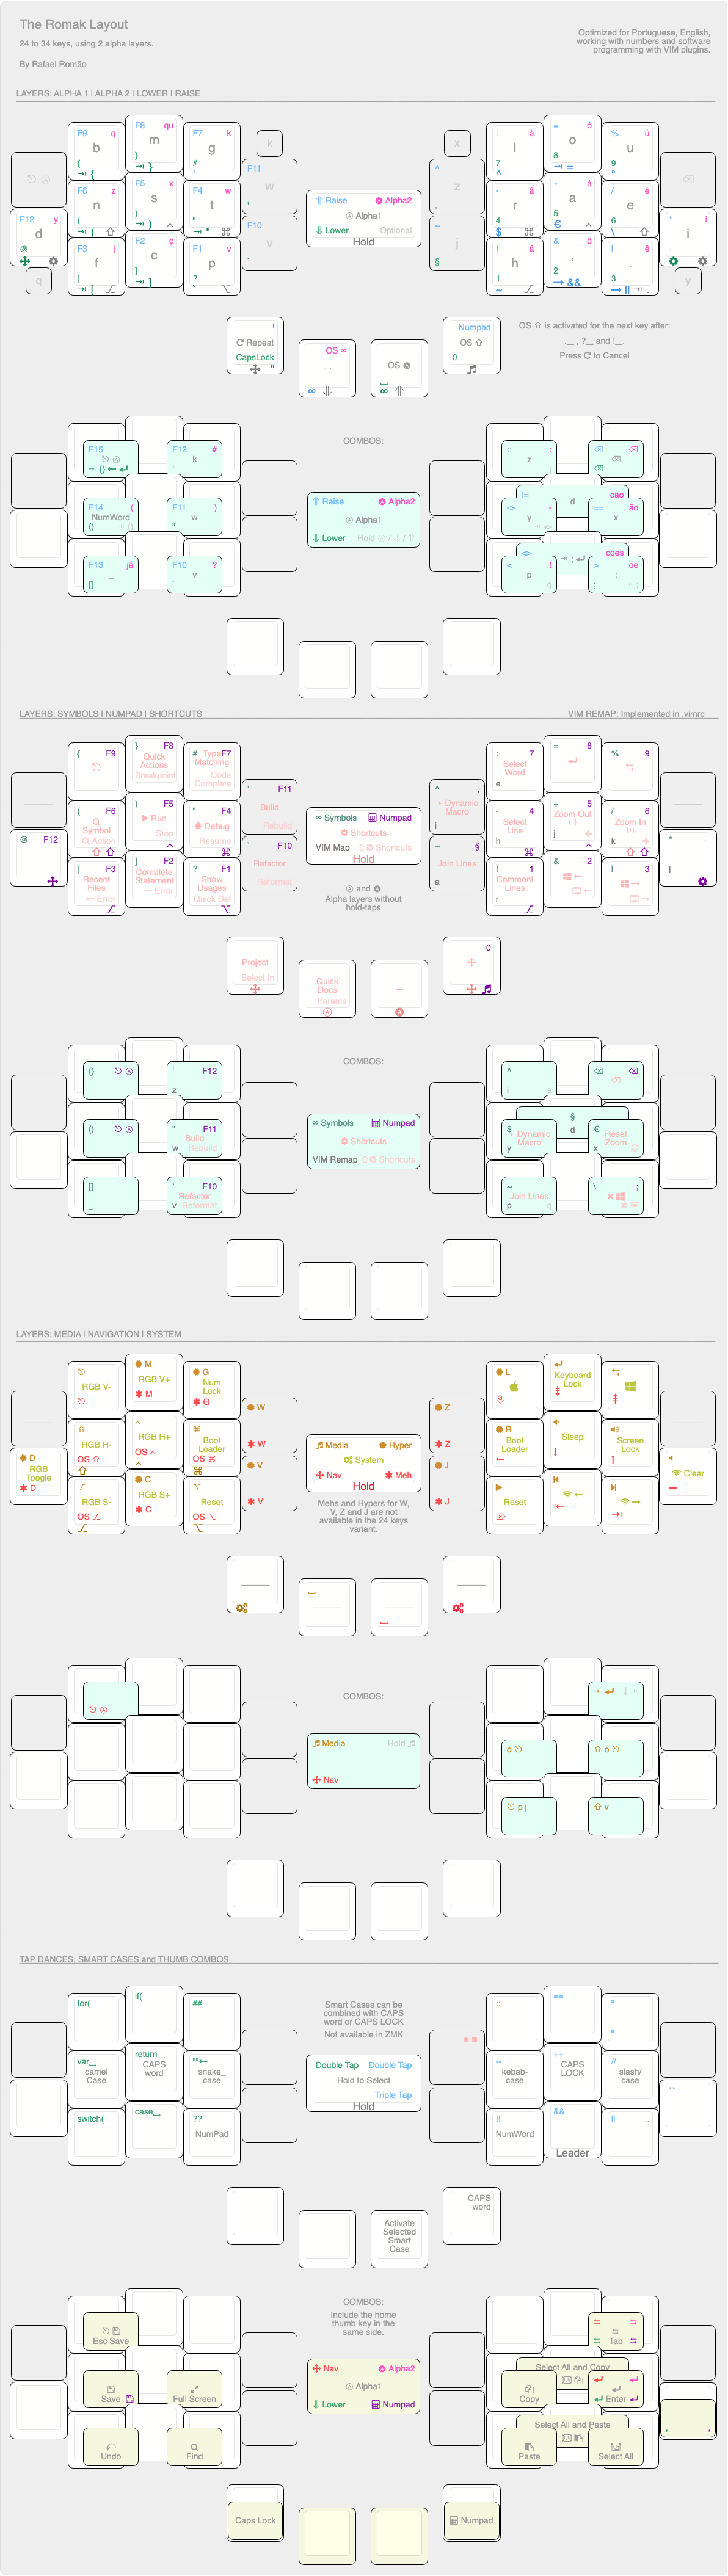 The Romak Layout
24 to 34 keys, using 2 alpha layers.
By Rafael Romão
Optimized for Portuguese, English,
working with numbers and software
programming with VIM plugins.
LAYERS: ALPHA 1 | ALPHA 2 | LOWER | RAISE
F9 q
b
{
F8 qu
m
}
F7 k
g
#
k
F11
w
'
F6 z
n
(
F5 x
s
)
F4 w
t
"
F10
v
`
F12 y
d
@
F3 j
f
[
F2 ç
c
]
F1 v
p
?
q
Raise Alpha2
Alpha1
Lower Optional
Hold
x
^
z
,
~
j
§
: à
l
7
^
= ó
o
8
=
% ú
u
9
°
- ã
r
4
$
+ á
a
5
€
/ é
e
6
\
* í
i
! â
h
1
~
& õ
,
2
&&
| ê
.
3
||
y
'
Repeat
CapsLock
"
OS ∞
∞
OS
∞
Numpad
OS
0
OS ⇧ is activated for the next key after:
.__ , ?__ and !__.
Press to Cancel
COMBOS:
F15
{}
F12 #
k
'
F14 (
NumWord
()
F11 )
w
"
F13 já
_
[]
F10 ?
v
`
Raise Alpha2
Alpha1
Lower Hold
:: :
z
!=
d
ção
-> -
y
== ão
x
<>
;
ções
< !
p
q
> õe
;
;
LAYERS: SYMBOLS | NUMPAD | SHORTCUTS
VIM REMAP: Implemented in .vimrc
{ F9
} F8
Quick
Actions
Breakpoint
# F7
Type
Matching
Code
Complete
' F11
Build
Rebuild
( F6
Symbol
Action
) F5
Run
Stop
" F4
Debug
Resume
` F10
Refactor
Reformat
@ F12
[ F3
Recent
Files
Error
] F2
Complete
Statement
Error
? F1
Show
Usages
Quick Def
∞ Symbols Numpad
Shortcuts
VIM Map Shortcuts
Hold
Ⓐ and 🅐
Alpha layers without
hold-taps
^ ,
Dynamic
Macro
i
~ §
Join Lines
a
: 7
Select
Word
e
= 8
% 9
- 4
Select
Line
h
+ 5
Zoom Out
j
/ 6
Zoom In
k
* .
l
! 1
Comment
Lines
r
& 2
| 3
Project
Select In
Quick
Docs
Params
0
COMBOS:
{}
' F12
z
()
" F11
Build
w Rebuild
[]
_
` F10
Refactor
v Reformat
∞ Symbols Numpad
Shortcuts
VIM Remap Shortcuts
^
i
§
d
$
Dynamic
Macro
y
€
Reset
Zoom
x
~
Join Lines
p q
\ ;
LAYERS: MEDIA | NAVIGATION | SYSTEM
RGB V-
M
RGB V+
M
G
Num
Lock
G
W
W
RGB H-
OS
RGB H+
OS
Boot
Loader
OS
V
V
D
RGB
Toogle
D
RGB S-
OS
C
RGB S+
C
Reset
OS
Media Hyper
System
Nav Meh
Hold
Mehs and Hypers for W,
V, Z and J are not
available in the 24 keys
variant.
Z
Z
J
J
L
a
Keyboard
Lock
R
Boot
Loader
Sleep
Screen
Lock
Clear
Reset
COMBOS:
Media Hold
Nav
o
o
p j
v
TAP DANCES, SMART CASES and THUMB COMBOS
for(
if(
##
var__
camel
Case
return__
CAPS
word
""
snake_
case
switch(
case__
??
NumPad
Smart Cases can be
combined with CAPS
word or CAPS LOCK
Not available in ZMK
Double Tap Double Tap
Hold to Select
Triple Tap
Hold
::
==
--
kebab-
case
++
CAPS
LOCK
//
slash/
case
**
!!
NumWord
&&
Leader
|| ..
Activate
Selected
Smart
Case
CAPS
word
COMBOS:
Include the home
thumb key in the
same side.
Esc Save
Save
Full Screen
Undo
Find
Nav Alpha2
Alpha1
Lower Numpad
Tab
Select All and Copy
Copy
Enter
Select All and Paste
Paste
Select All
Caps Lock
Numpad